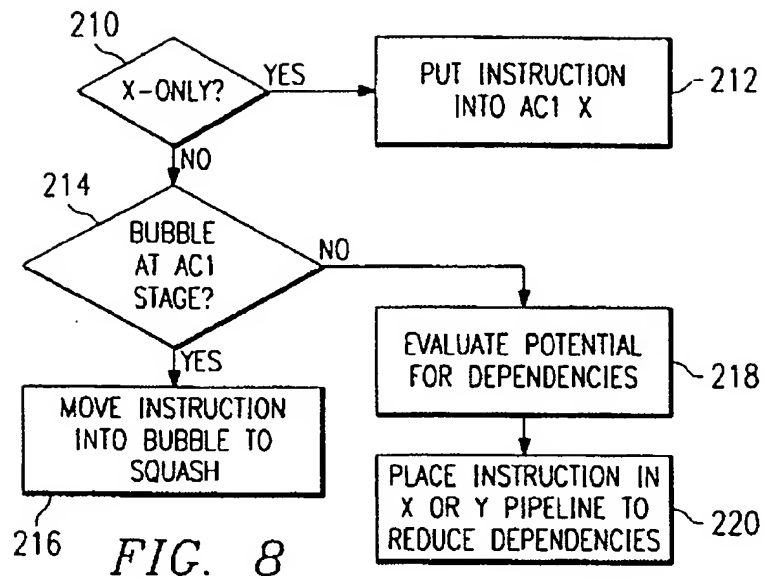 210
X-ONLY?
YES
PUT INSTRUCTION
INTO AC1 X
212
NO
214
BUBBLE
AT AC1
STAGE?
NO
YES
EVALUATE POTENTIAL
FOR DEPENDENCIES
218
MOVE INSTRUCTION
INTO BUBBLE TO
SQUASH
216
PLACE INSTRUCTION IN
X OR Y PIPELINE TO
REDUCE DEPENDENCIES
220
FIG. 8